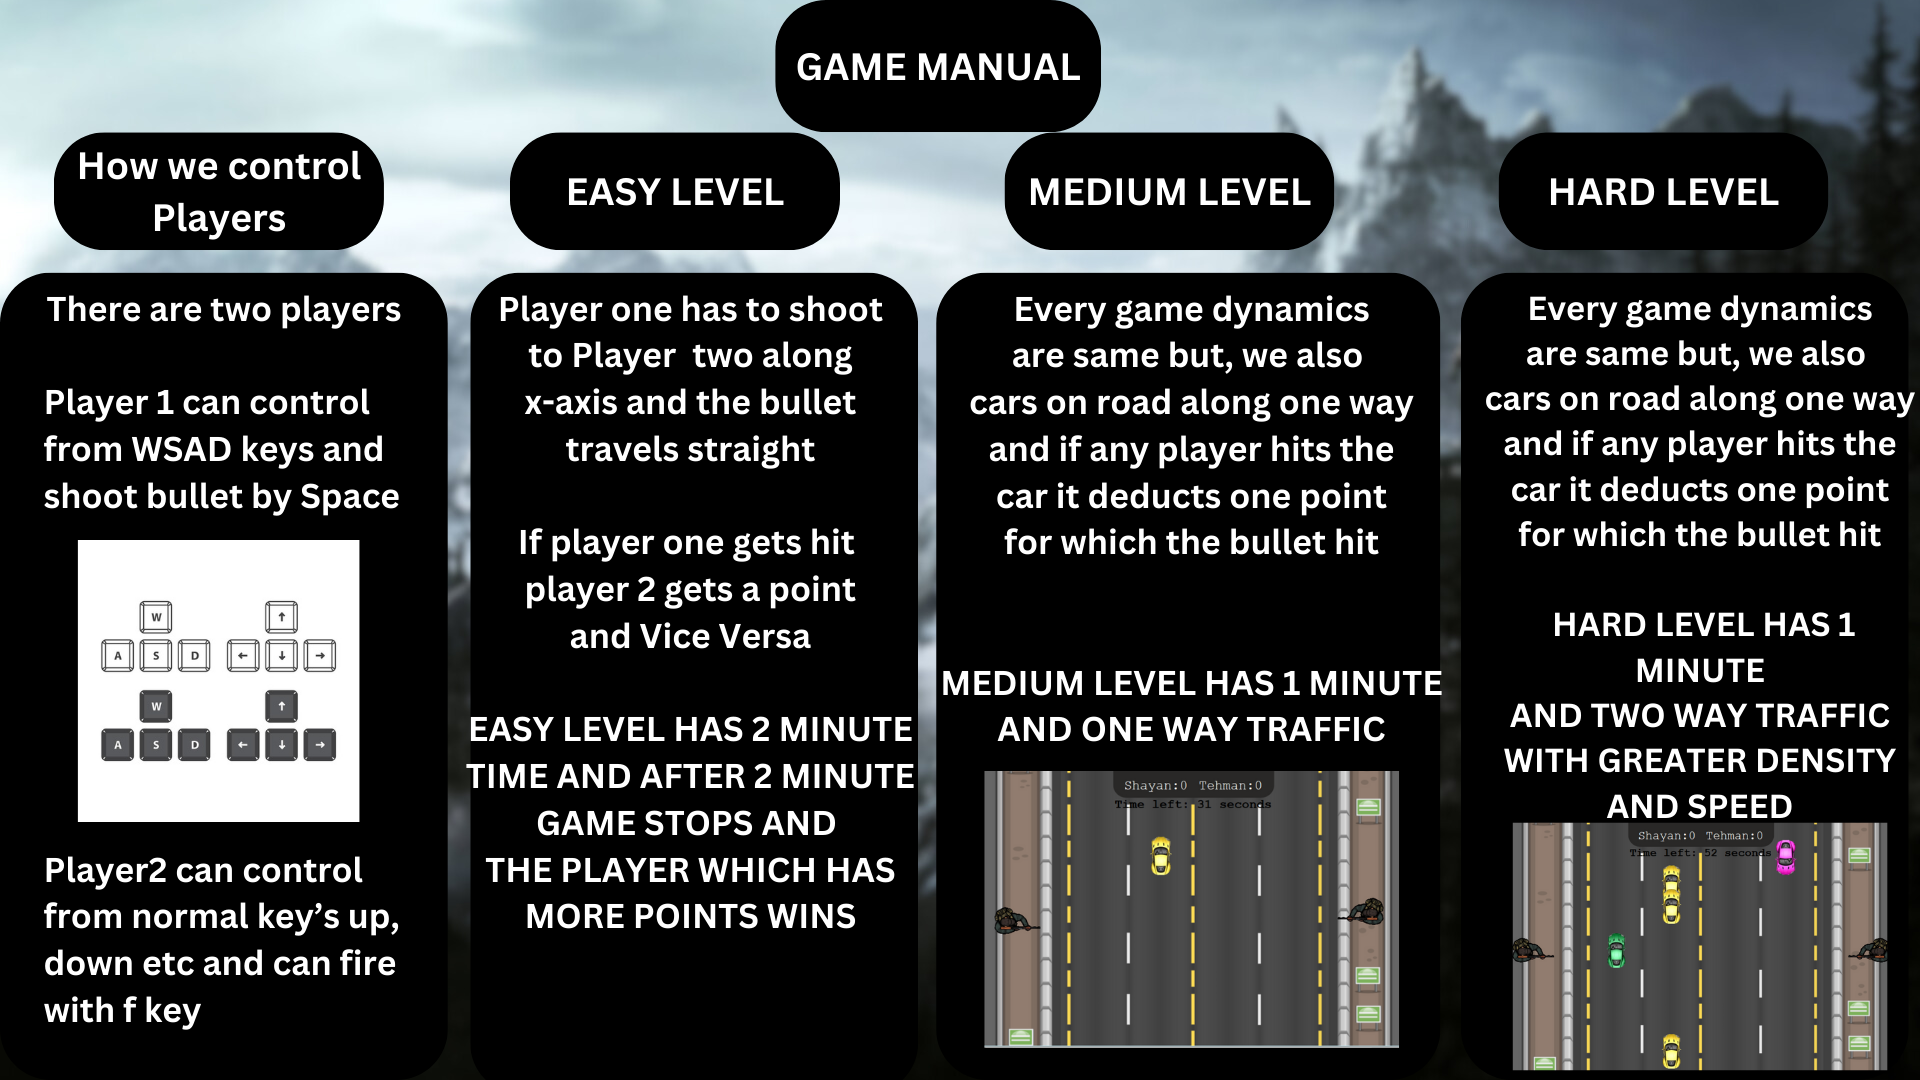 GAME MANUAL
How we control
Players
There are two players
Player 1 can control
from WSAD keys and
shoot bullet by Space
W ↑
A S D ← ↓ →
W ↑
A S D ← ↓ →
Player2 can control
from normal key’s up,
down etc and can fire
with f key
EASY LEVEL
Player one has to shoot
to Player  two along
x-axis and the bullet
travels straight
If player one gets hit
player 2 gets a point
and Vice Versa
EASY LEVEL HAS 2 MINUTE
TIME AND AFTER 2 MINUTE
GAME STOPS AND
THE PLAYER WHICH HAS
MORE POINTS WINS
MEDIUM LEVEL
Every game dynamics
are same but, we also
cars on road along one way
and if any player hits the
car it deducts one point
for which the bullet hit
MEDIUM LEVEL HAS 1 MINUTE
AND ONE WAY TRAFFIC
Shayan:0 Tehman:0
Time left: 31 seconds
HARD LEVEL
Every game dynamics
are same but, we also
cars on road along one way
and if any player hits the
car it deducts one point
for which the bullet hit
HARD LEVEL HAS 1
MINUTE
AND TWO WAY TRAFFIC
WITH GREATER DENSITY
AND SPEED
Shayan:0 Tehman:0
Time left: 52 seconds